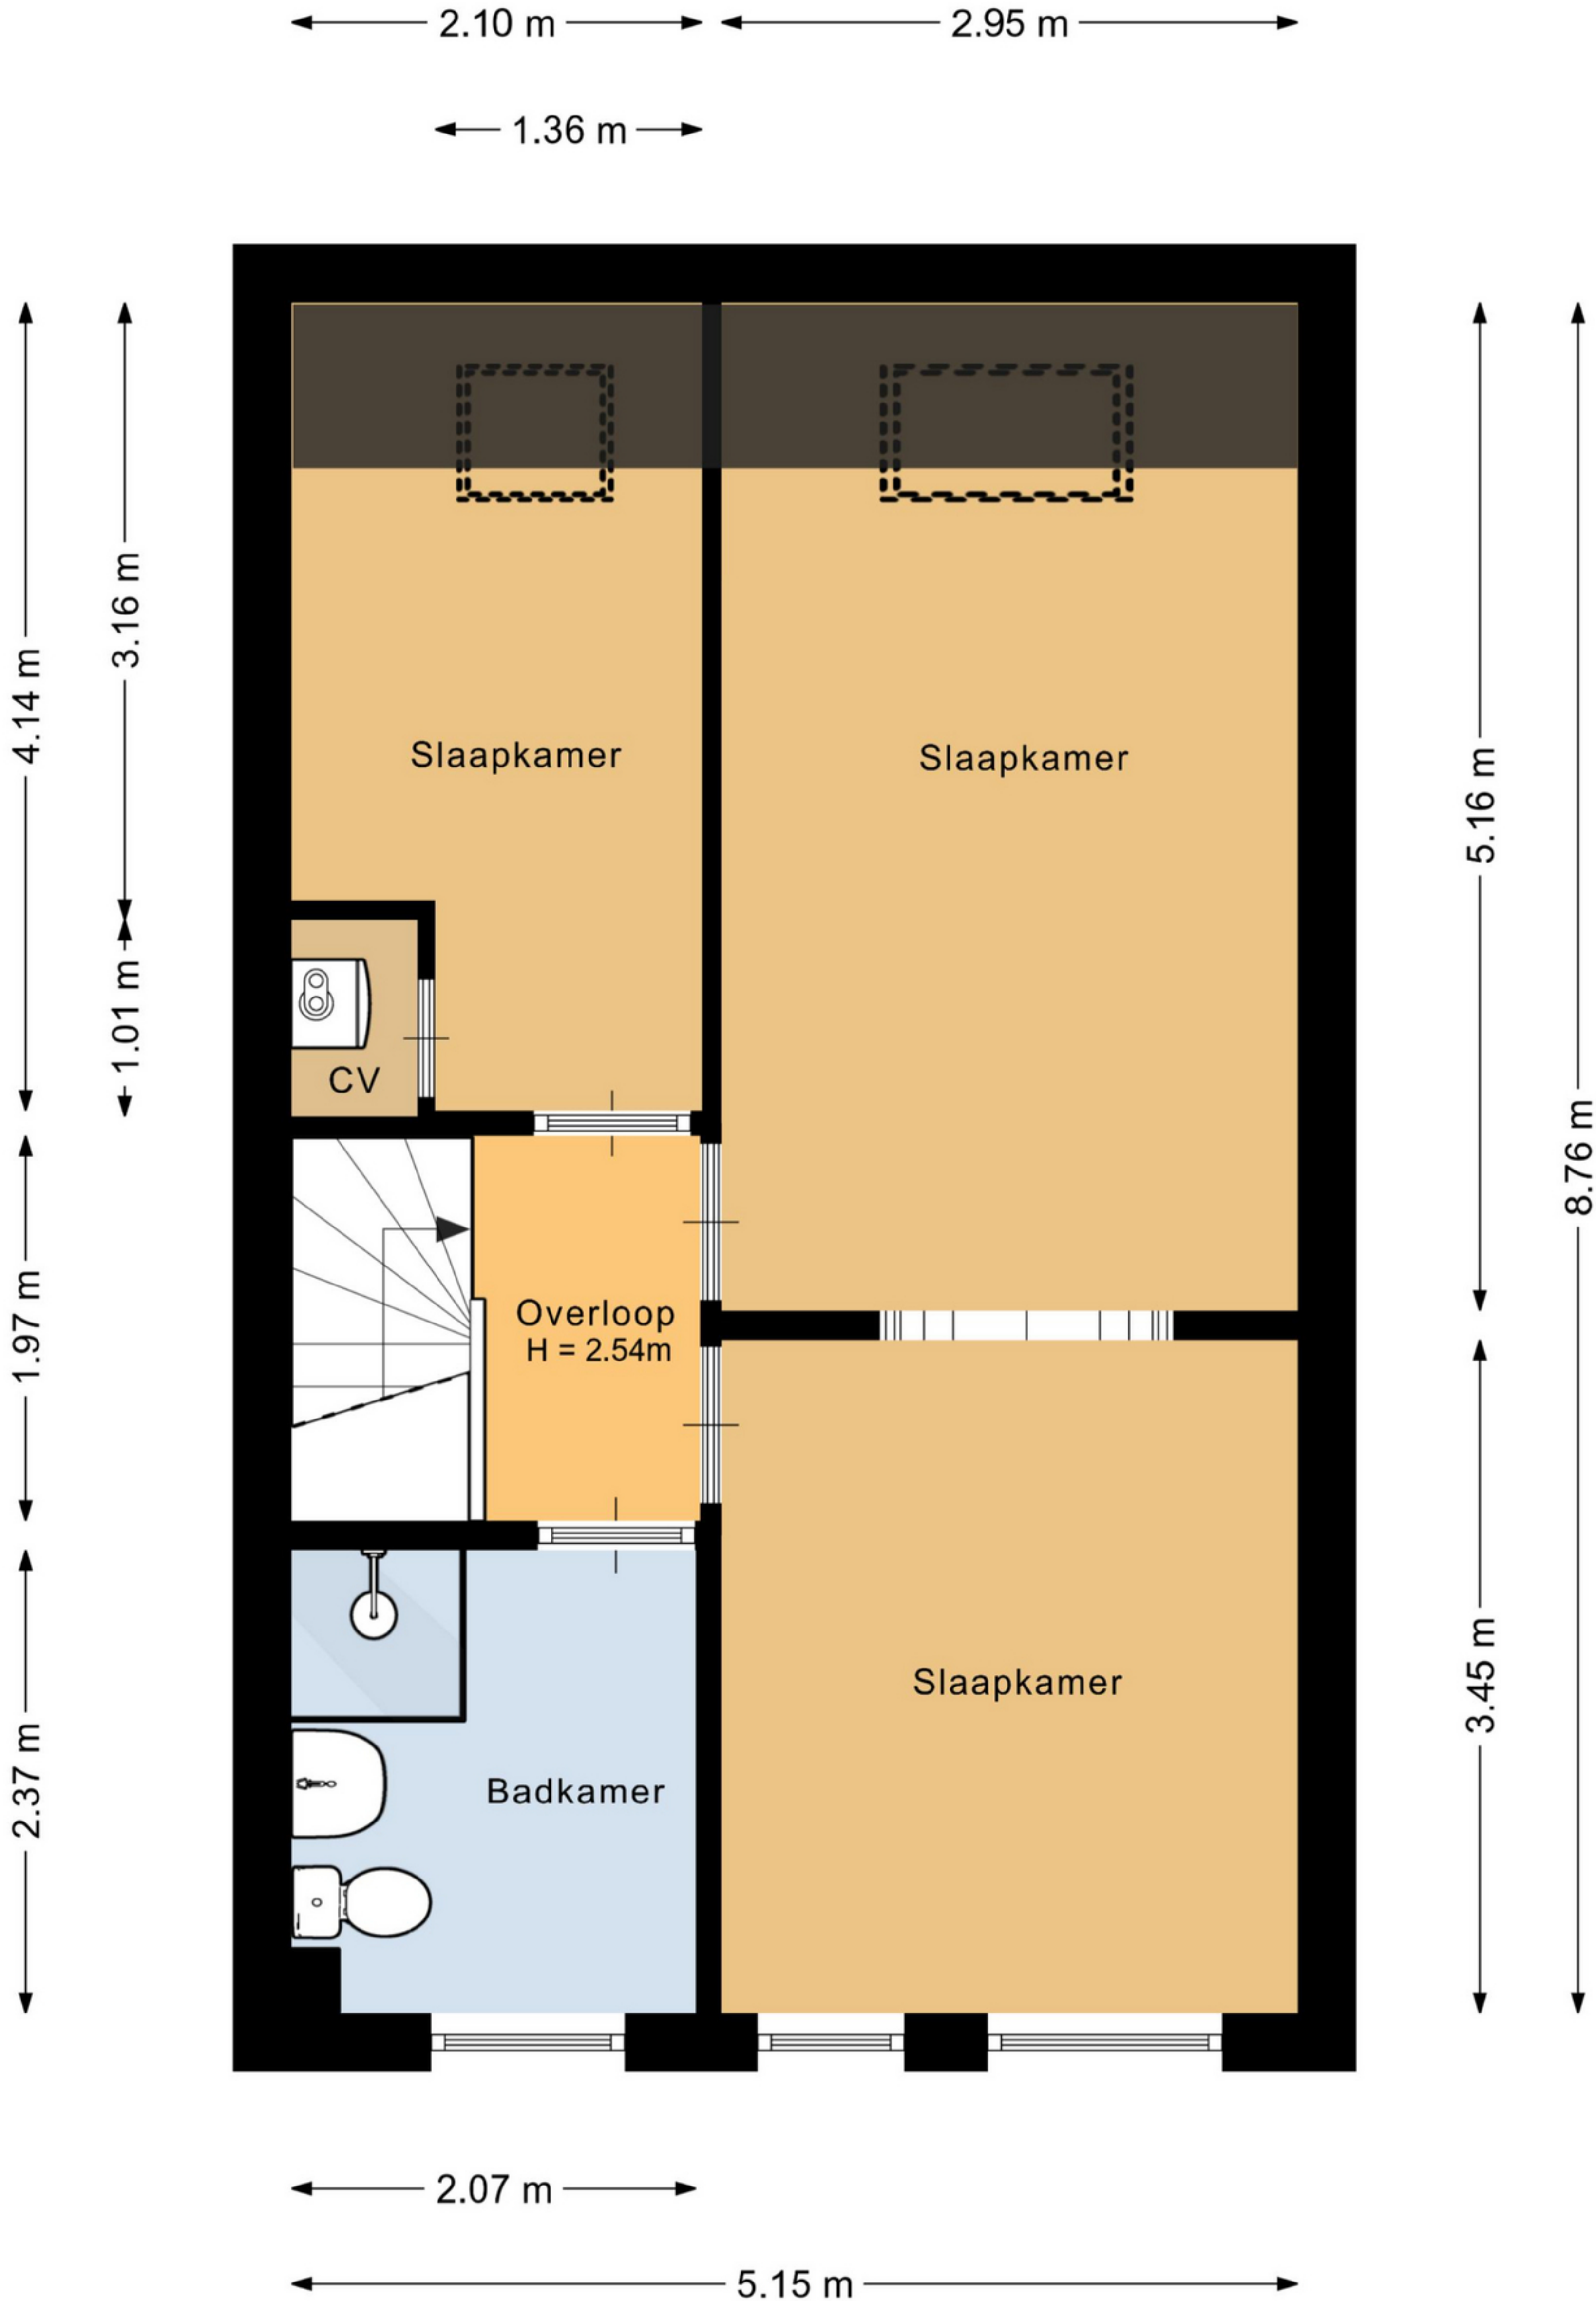 2.10 m
2.95 m
1.36 m
3.16 m
4.14 m
Slaapkamer
Slaapkamer
5.16 m
1.01 m
CV
8.76 m
1.97 m
Overloop
H = 2.54m
3.45 m
Slaapkamer
2.37 m
Badkamer
2.07 m
5.15 m